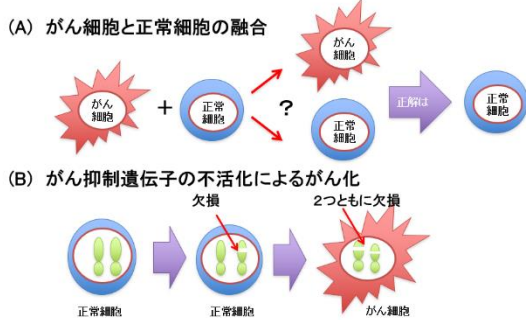 (A) がん細胞と正常細胞の融合
がん
細胞
+
正常
細胞
?
がん
細胞
正常
細胞
正解は
正常
細胞
(B) がん抑制遺伝子の不活化によるがん化
欠損
2つともに欠損
正常細胞
正常細胞
がん細胞